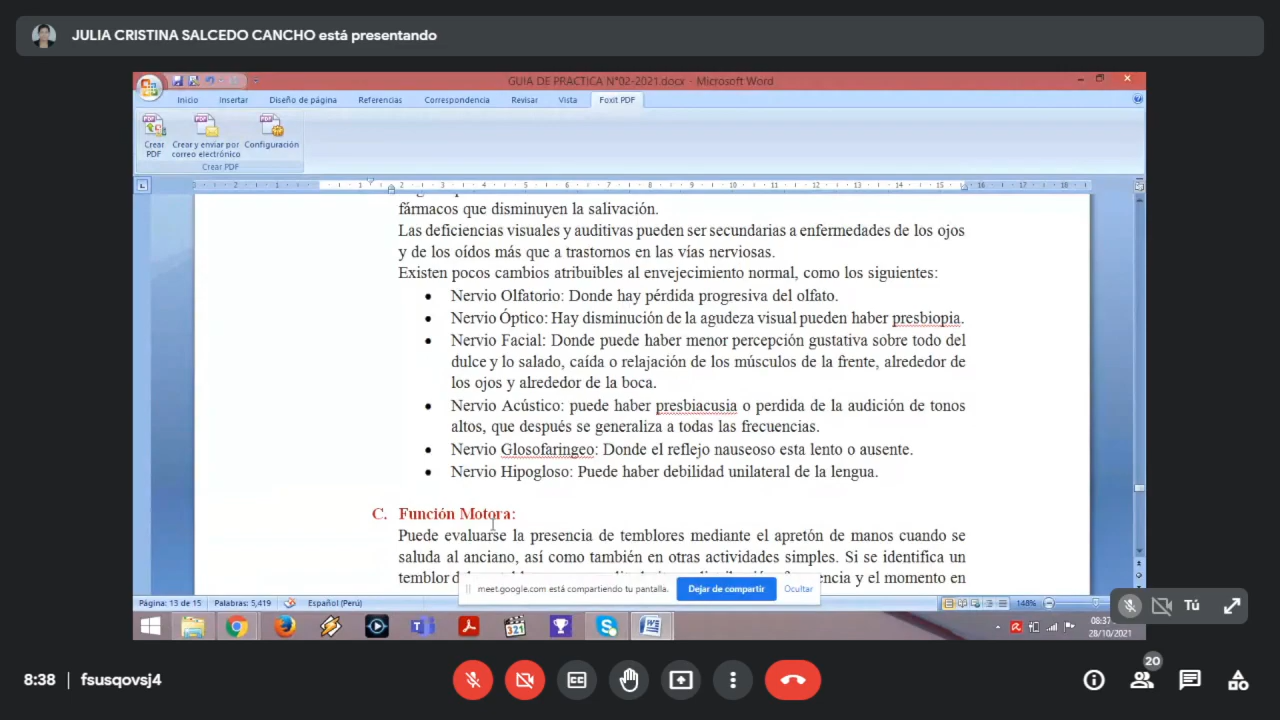 JULIA CRISTINA SALCEDO CANCHO está presentando
GUIA DE PRACTICA N°02-2021.docx - Microsoft Word
Inicio Insertar Diseño de página Referencias Correspondencia Revisar Vista Foxit PDF
Crear PDF
Crear y enviar por correo electrónico
Configuración
Crear PDF
fármacos que disminuyen la salivación.
Las deficiencias visuales y auditivas pueden ser secundarias a enfermedades de los ojos
y de los oídos más que a trastornos en las vías nerviosas.
Existen pocos cambios atribuibles al envejecimiento normal, como los siguientes:
• Nervio Olfatorio: Donde hay pérdida progresiva del olfato.
• Nervio Óptico: Hay disminución de la agudeza visual pueden haber presbiopia.
• Nervio Facial: Donde puede haber menor percepción gustativa sobre todo del
dulce y lo salado, caída o relajación de los músculos de la frente, alrededor de
los ojos y alrededor de la boca.
• Nervio Acústico: puede haber presbiacusia o perdida de la audición de tonos
altos, que después se generaliza a todas las frecuencias.
• Nervio Glosofaringeo: Donde el reflejo nauseoso esta lento o ausente.
• Nervio Hipogloso: Puede haber debilidad unilateral de la lengua.
C. Función Motora:
Puede evaluarse la presencia de temblores mediante el apretón de manos cuando se
saluda al anciano, así como también en otras actividades simples. Si se identifica un
temblor y el momento en
meet.google.com está compartiendo tu pantalla. Dejar de compartir Ocultar
Página: 13 de 15 Palabras: 5,419 Español (Perú) 148%
Tú
08:37
28/10/2021
8:38 | fsusqovsj4
20